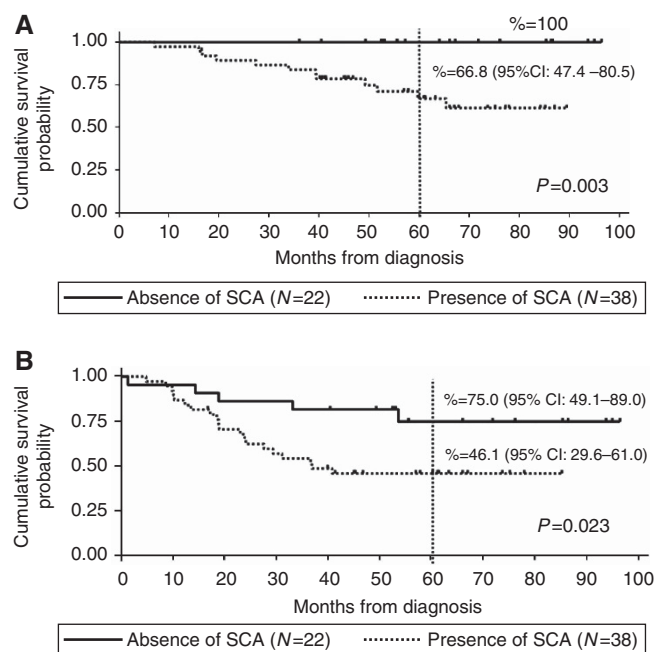 A
%=100
1.00
%=66.8 (95%CI: 47.4 –80.5)
0.75
0.50
0.25
P=0.003
0.00
Cumulative survival
probability
0 10 20 30 40 50 60 70 80 90 100
Months from diagnosis
Absence of SCA (N=22) Presence of SCA (N=38)
B
1.00
%=75.0 (95% CI: 49.1–89.0)
0.75
%=46.1 (95% CI: 29.6–61.0)
0.50
0.25
P=0.023
0.00
Cumulative survival
probability
0 10 20 30 40 50 60 70 80 90 100
Months from diagnosis
Absence of SCA (N=22) Presence of SCA (N=38)